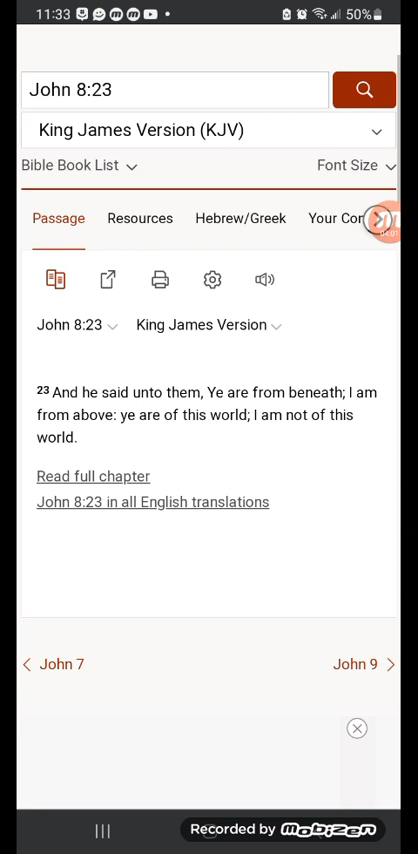 11:33 50%
John 8:23
King James Version (KJV)
Bible Book List Font Size
Passage Resources Hebrew/Greek Your Con
04:01
John 8:23 King James Version
23 And he said unto them, Ye are from beneath; I am
from above: ye are of this world; I am not of this
world.
Read full chapter
John 8:23 in all English translations
John 7 John 9
Recorded by mobizen